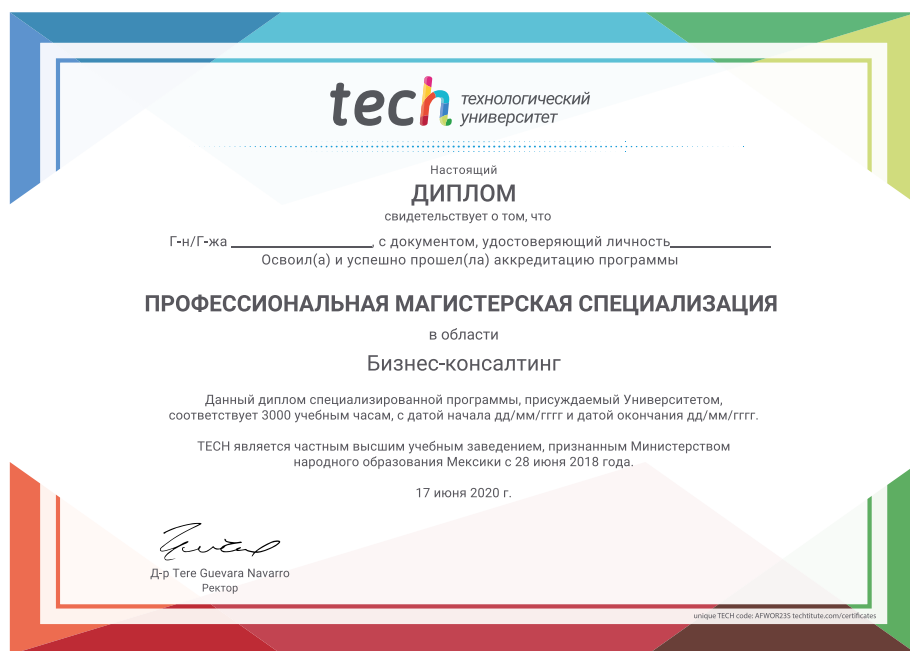 tech технологический
университет
Настоящий
ДИПЛОМ
свидетельствует о том, что
Г-н/Г-жа ____________________, с документом, удостоверяющий личность______________
Освоил(а) и успешно прошел(ла) аккредитацию программы
ПРОФЕССИОНАЛЬНАЯ МАГИСТЕРСКАЯ СПЕЦИАЛИЗАЦИЯ
в области
Бизнес-консалтинг
Данный диплом специализированной программы, присуждаемый Университетом,
соответствует 3000 учебным часам, с датой начала дд/мм/гггг и датой окончания дд/мм/гггг.
TECH является частным высшим учебным заведением, признанным Министерством
народного образования Мексики с 28 июня 2018 года.
17 июня 2020 г.
Д-р Tere Guevara Navarro
Ректор
unique TECH code: AFWOR23S techtitute.com/certificates